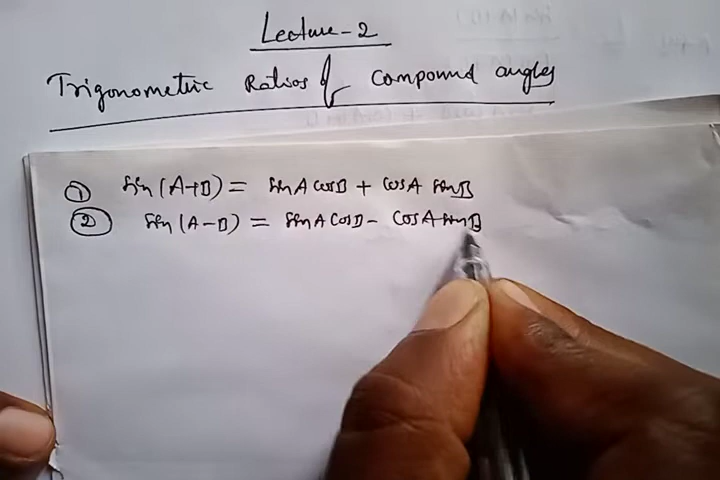 Lecture-2
Trigonometric Ratios of Compound angles
① Sin(A+B) = SinA CosB + CosA SinB
② Sin(A-B) = SinA CosB - CosA SinB